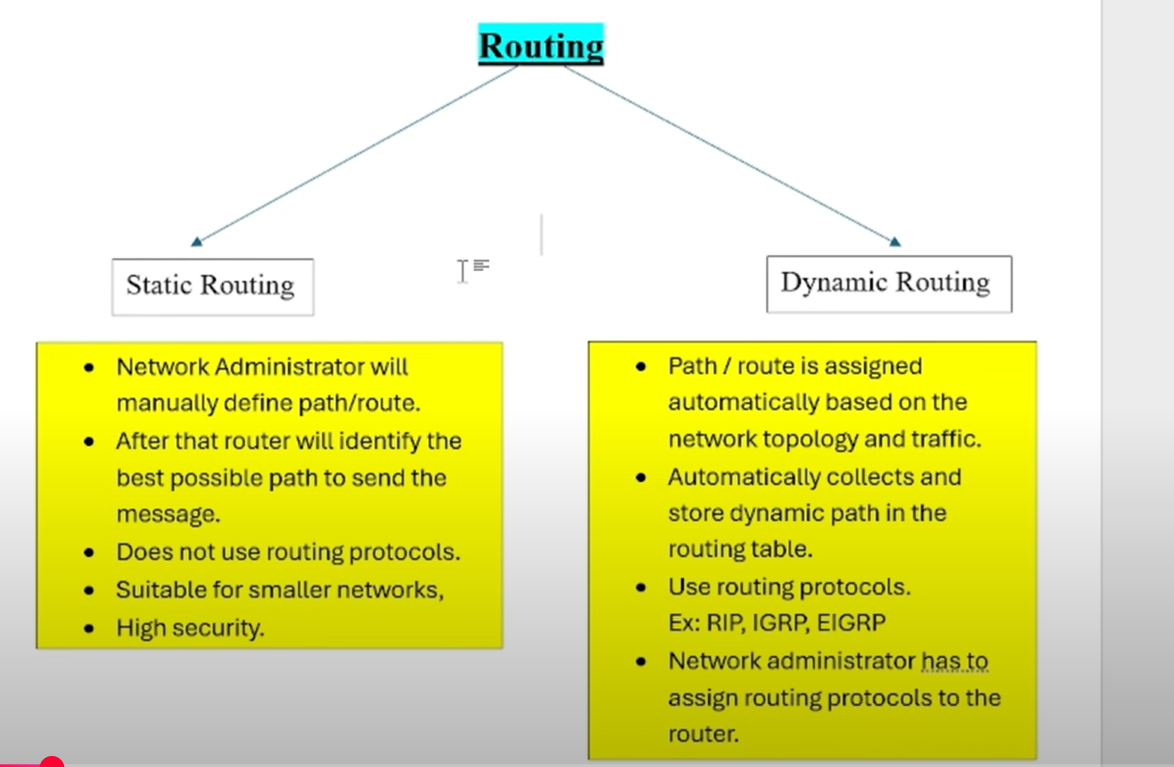 Routing
Static Routing
Dynamic Routing
• Network Administrator will
manually define path/route.
• After that router will identify the
best possible path to send the
message.
• Does not use routing protocols.
• Suitable for smaller networks,
• High security.
• Path / route is assigned
automatically based on the
network topology and traffic.
• Automatically collects and
store dynamic path in the
routing table.
• Use routing protocols.
Ex: RIP, IGRP, EIGRP
• Network administrator has to
assign routing protocols to the
router.